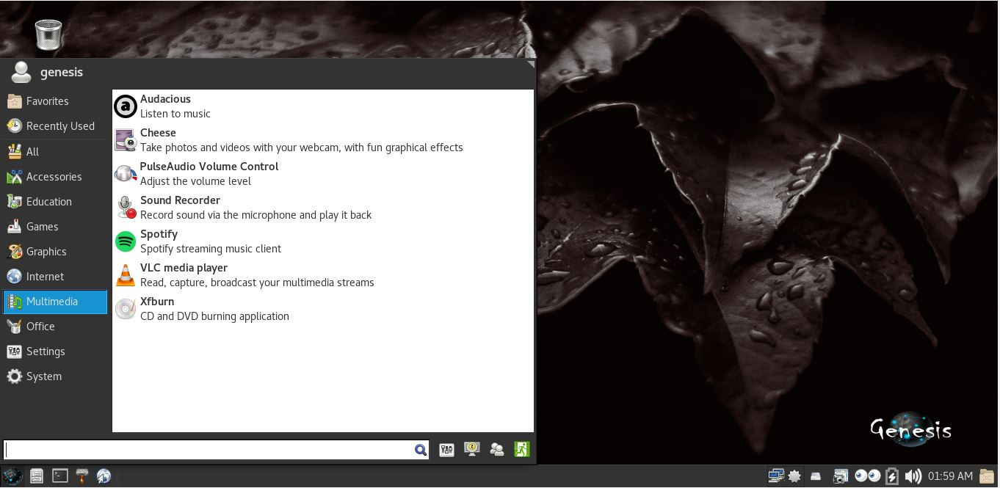 genesis
Favorites
Recently Used
All
Accessories
Education
Games
Graphics
Internet
Multimedia
Office
Settings
System
Audacious
Listen to music
Cheese
Take photos and videos with your webcam, with fun graphical effects
PulseAudio Volume Control
Adjust the volume level
Sound Recorder
Record sound via the microphone and play it back
Spotify
Spotify streaming music client
VLC media player
Read, capture, broadcast your multimedia streams
Xfburn
CD and DVD burning application
Genesis
01:59 AM